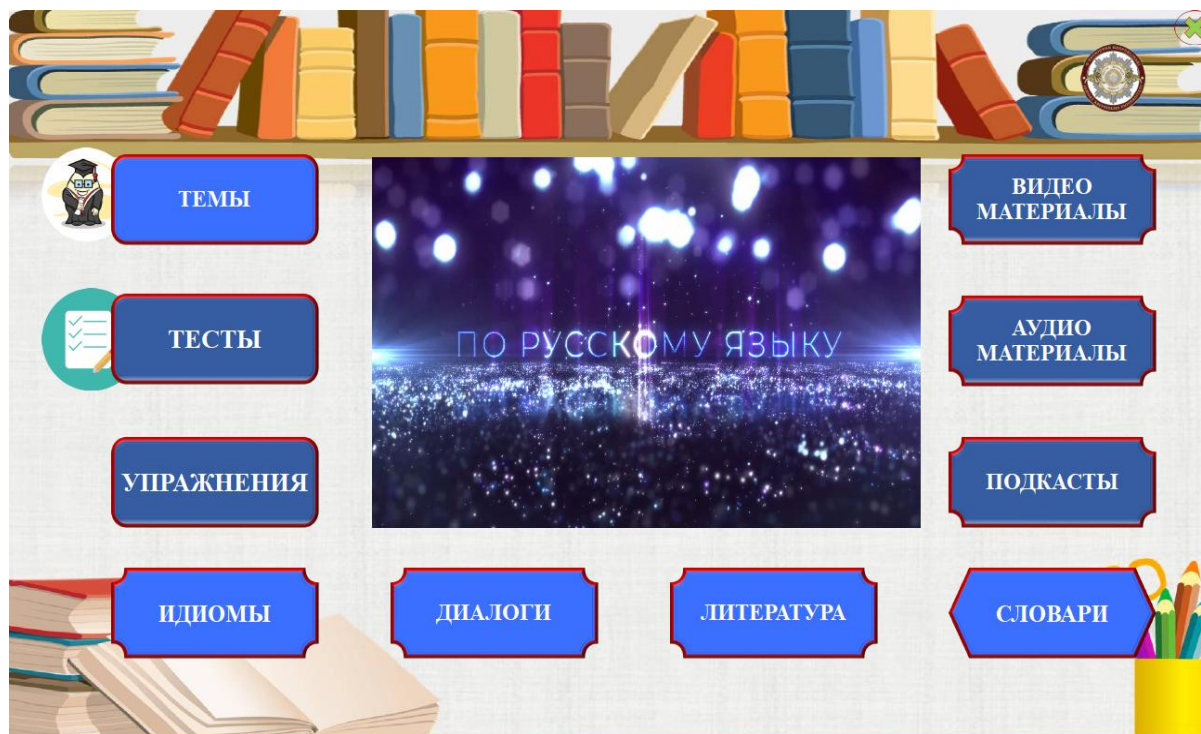 ТЕМЫ
ВИДЕО
МАТЕРИАЛЫ
ПО РУССКОМУ ЯЗЫКУ
ТЕСТЫ
АУДИО
МАТЕРИАЛЫ
УПРАЖНЕНИЯ
ПОДКАСТЫ
ИДИОМЫ
ДИАЛОГИ
ЛИТЕРАТУРА
СЛОВАРИ